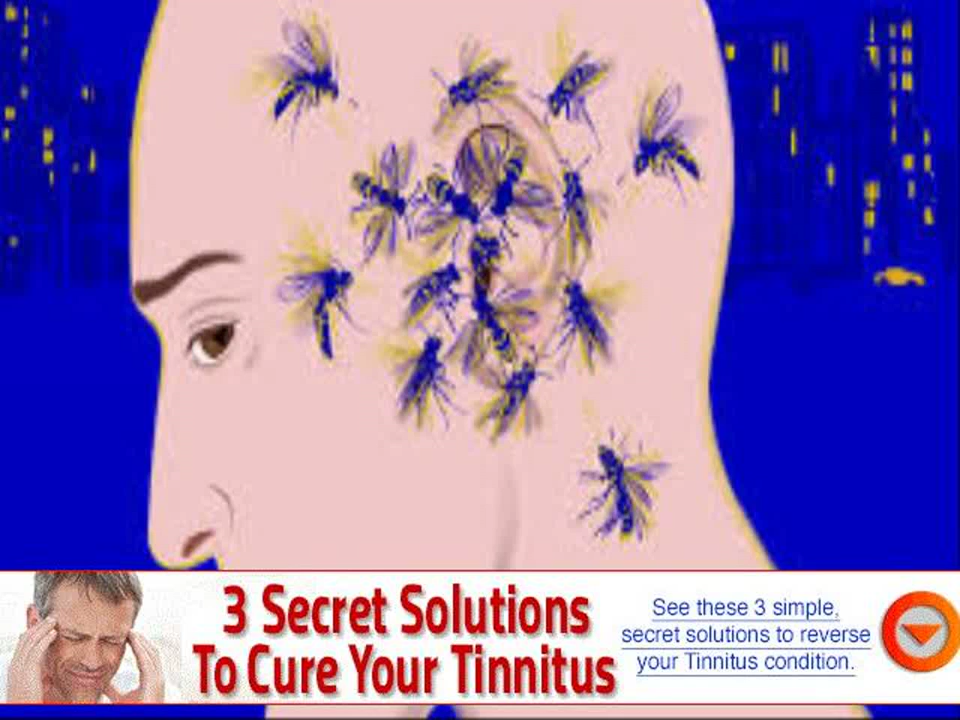 3 Secret Solutions
To Cure Your Tinnitus
See these 3 simple,
secret solutions to reverse
your Tinnitus condition.